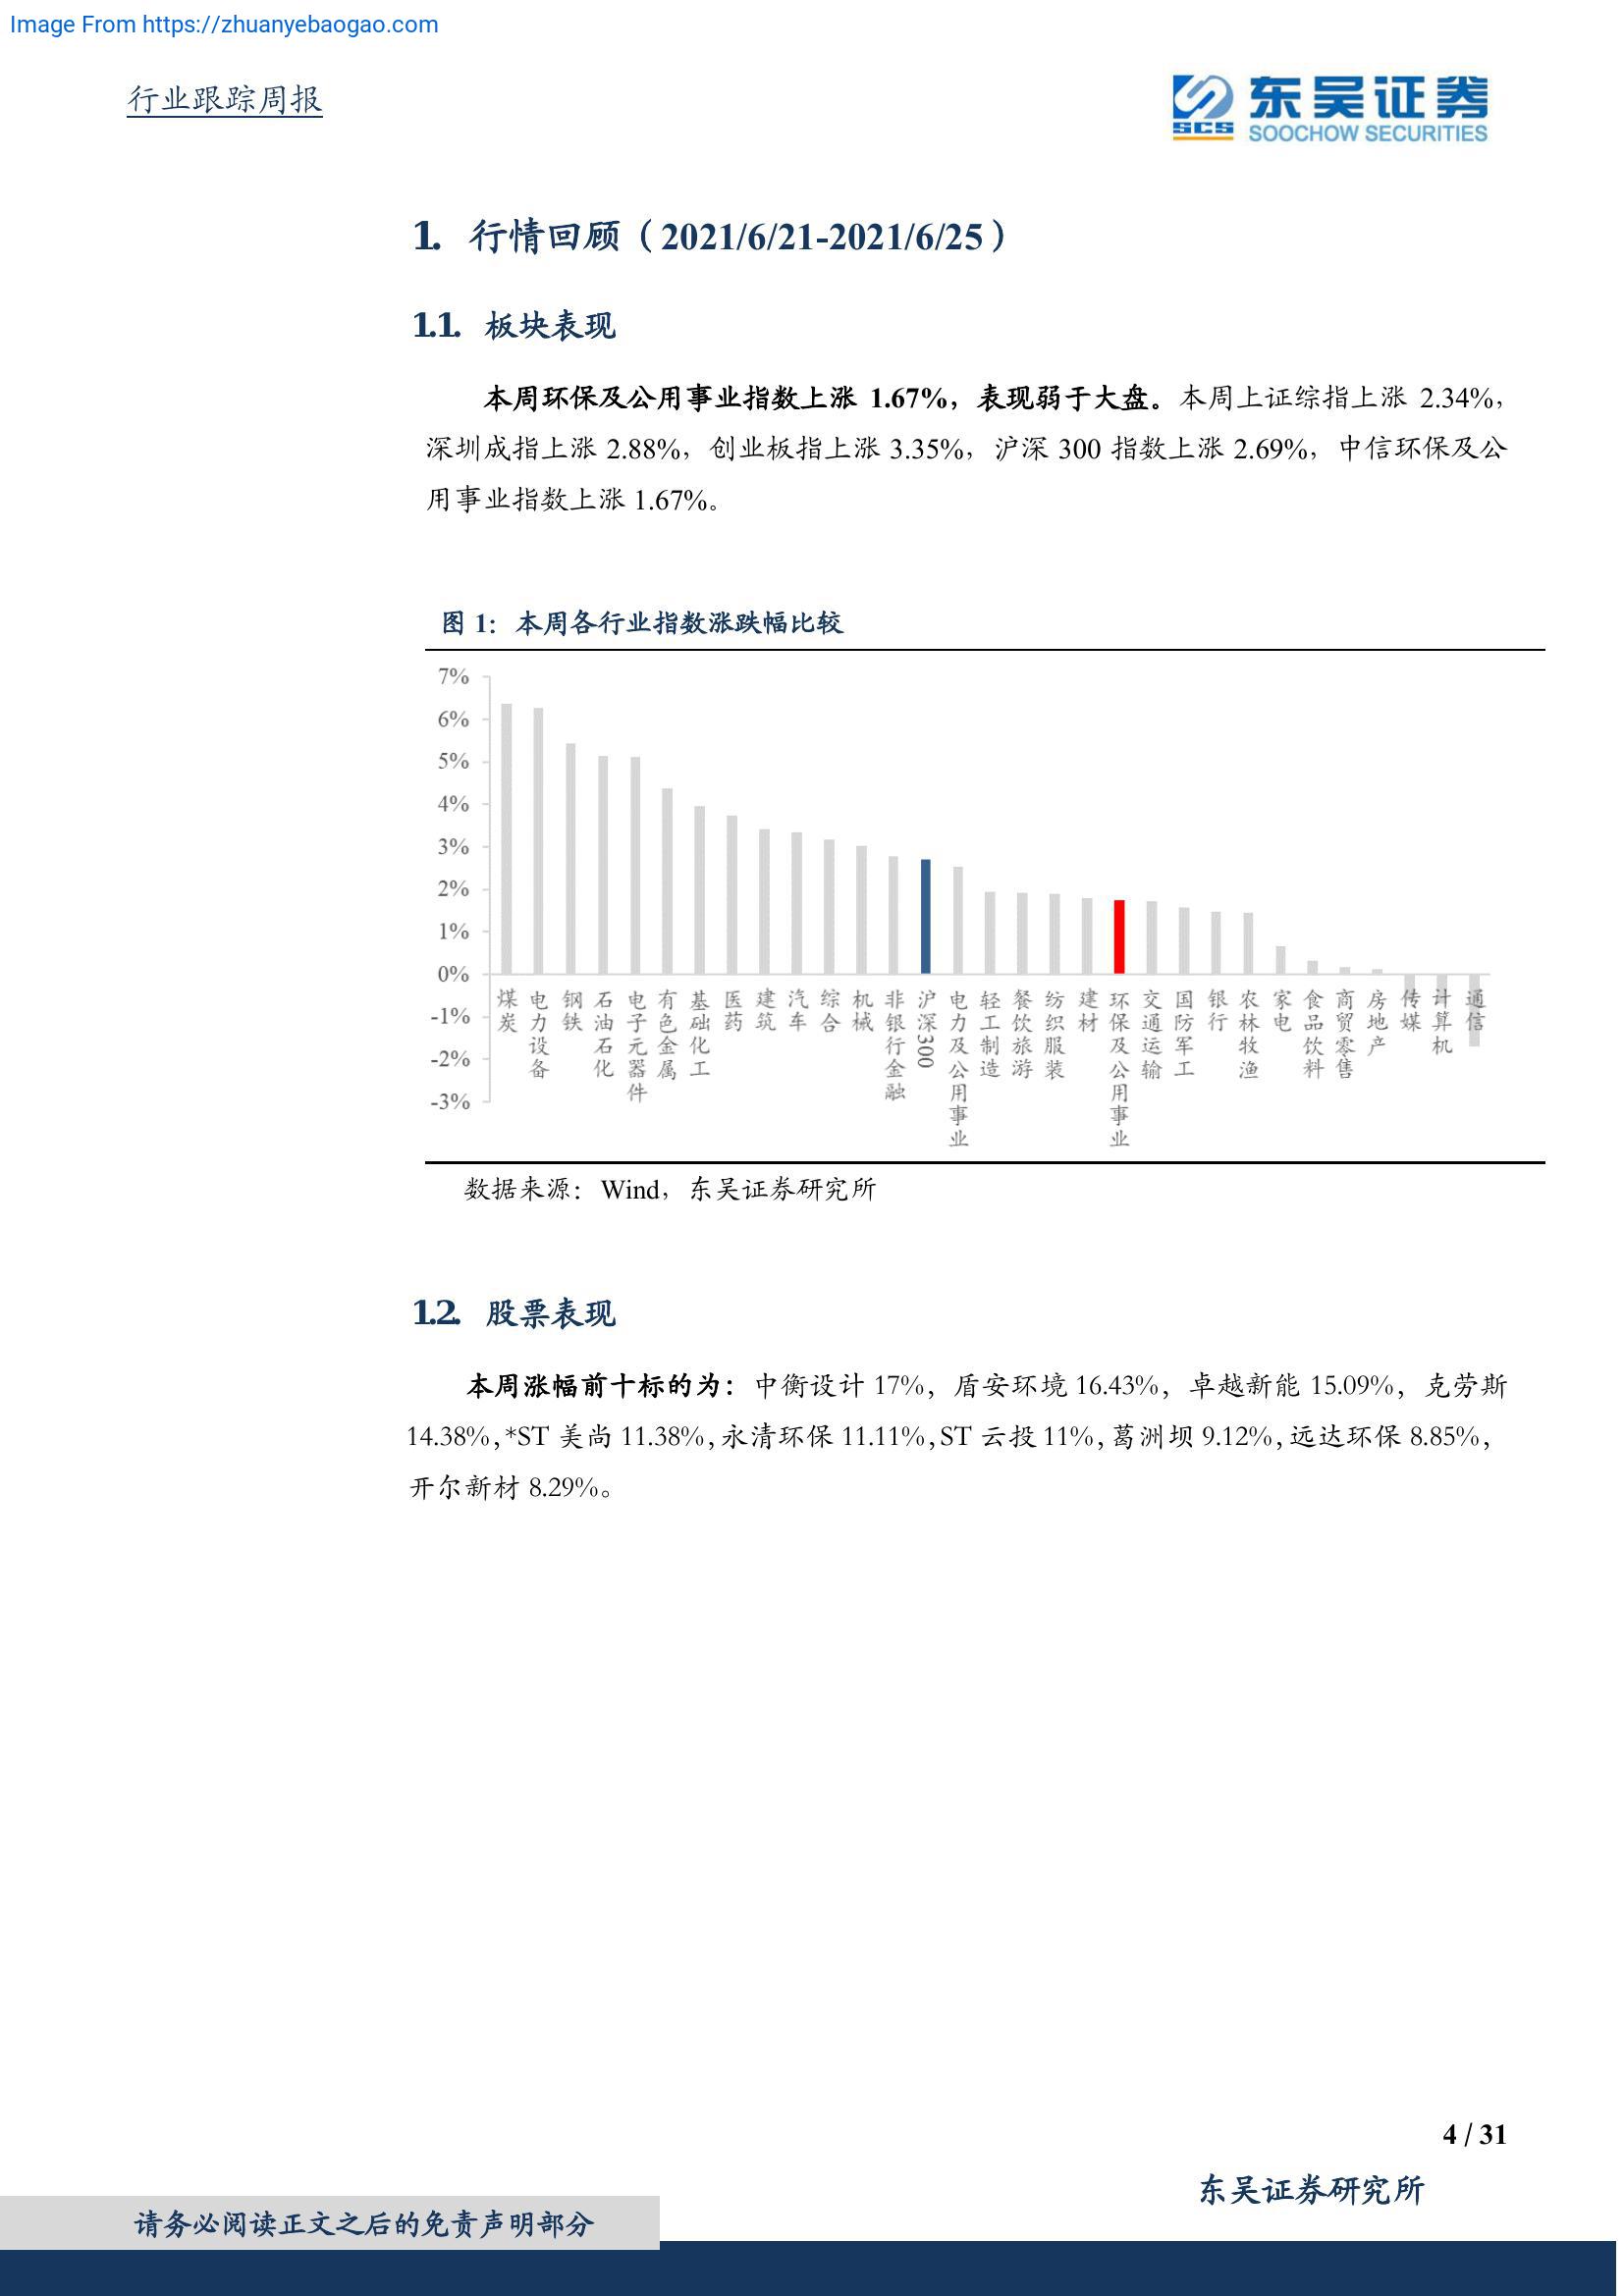 Image From https://zhuanyebaogao.com
行业跟踪周报
东吴证券
SCS
SOOCHOW SECURITIES
1. 行情回顾（2021/6/21-2021/6/25）
1.1. 板块表现
本周环保及公用事业指数上涨 1.67%，表现弱于大盘。本周上证综指上涨 2.34%，
深圳成指上涨 2.88%，创业板指上涨 3.35%，沪深 300 指数上涨 2.69%，中信环保及公
用事业指数上涨 1.67%。
图 1：本周各行业指数涨跌幅比较
7%
6%
5%
4%
3%
2%
1%
0%
-1%
-2%
-3%
煤炭
电力设备
钢铁
石油石化
电子元器件
有色金属
基础化工
医药
建筑
汽车
综合
机械
非银行金融
沪深300
电力及公用事业
轻工制造
餐饮旅游
纺织服装
建材
环保及公用事业
交通运输
国防军工
银行
农林牧渔
家电
食品饮料
商贸零售
房地产
传媒
计算机
通信
数据来源：Wind，东吴证券研究所
1.2. 股票表现
本周涨幅前十标的为：中衡设计 17%，盾安环境 16.43%，卓越新能 15.09%，克劳斯
14.38%，*ST 美尚 11.38%，永清环保 11.11%，ST 云投 11%，葛洲坝 9.12%，远达环保 8.85%，
开尔新材 8.29%。
4 / 31
东吴证券研究所
请务必阅读正文之后的免责声明部分